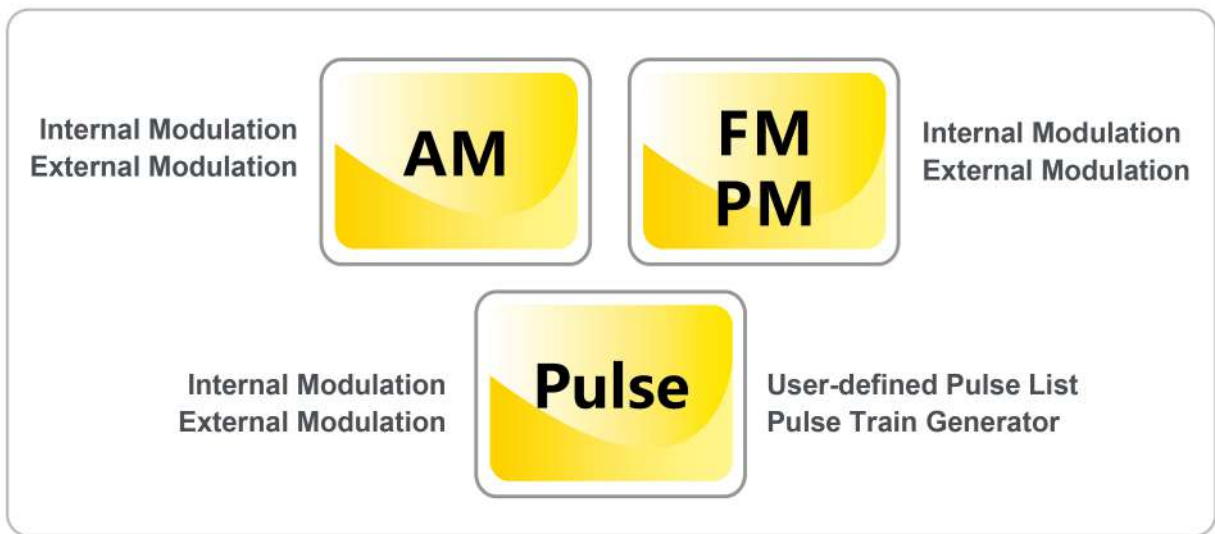 Internal Modulation
External Modulation
AM
FM
PM
Internal Modulation
External Modulation
Internal Modulation
External Modulation
Pulse
User-defined Pulse List
Pulse Train Generator